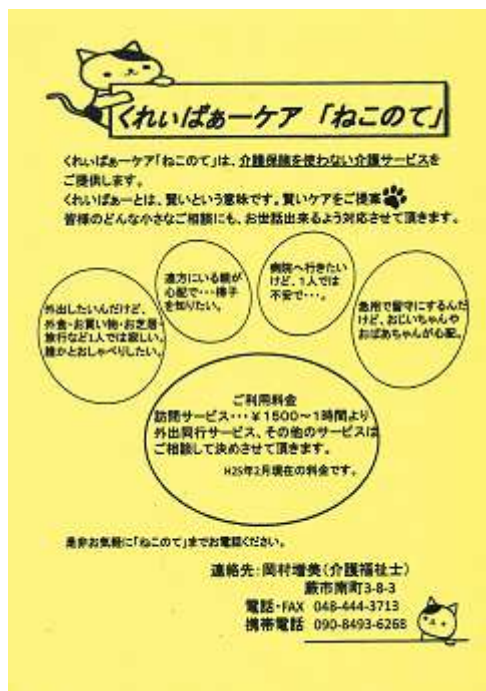 くれいばぁーケア 「ねこのて」
くれいばぁーケア「ねこのて」は、介護保険を使わない介護サービスを
ご提供します。
くれいばぁーとは、賢いという意味です。賢いケアをご提案
皆様のどんな小さなご相談にも、お世話出来るよう対応させて頂きます。
外出したいんだけど、
外食・お買い物・お芝居・
旅行など1人では寂しい。
誰かとおしゃべりしたい。
遠方にいる親が
心配で・・・様子
を知りたい。
病院へ行きたい
けど、1人では
不安で・・・。
急用で留守にするんだ
けど、おじいちゃんや
おばあちゃんが心配。
ご利用料金
訪問サービス・・・¥1500~1時間より
外出同行サービス、その他のサービスは
ご相談して決めさせて頂きます。
H25年2月現在の料金です。
是非お気軽に「ねこのて」までお電話ください。
連絡先:岡村増美(介護福祉士)
蕨市南町3-8-3
電話・FAX 048-444-3713
携帯電話 090-8493-6268